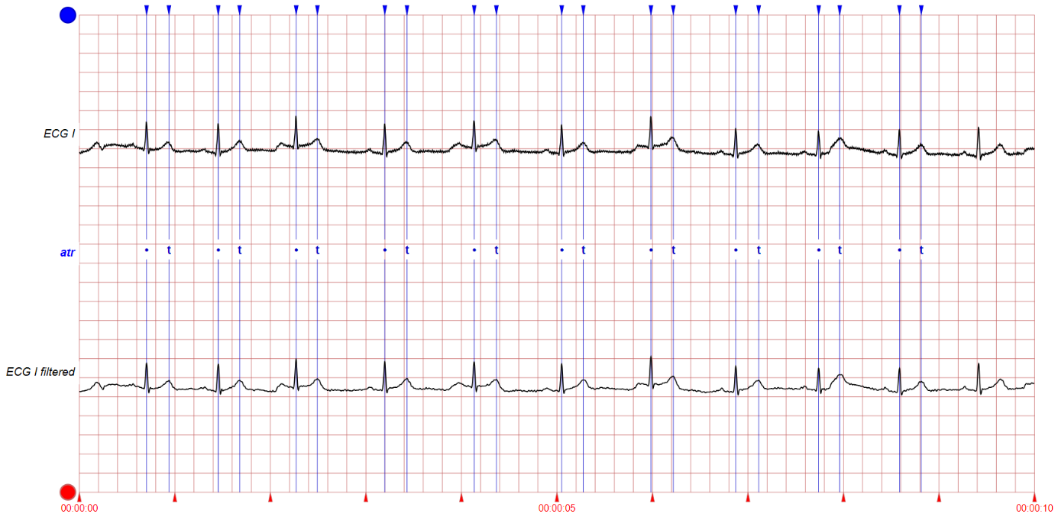 ECG I
• t • t • t • t • t • t • t • t • t • t
atr
ECG I filtered
00:00:00 00:00:05 00:00:10